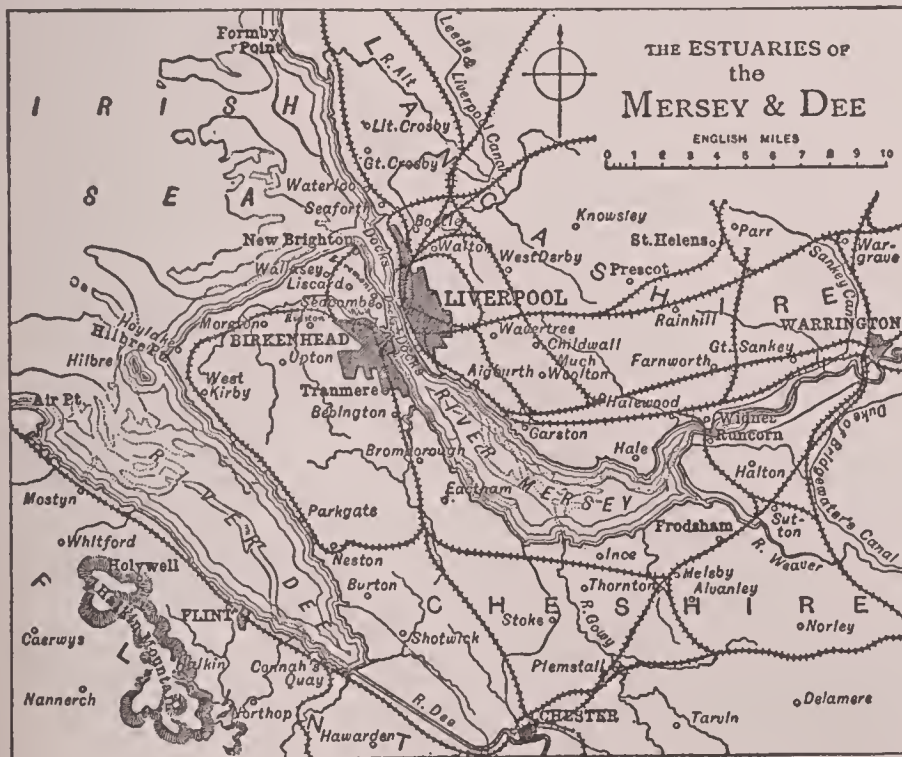 THE ESTUARIES OF
the
MERSEY & DEE
ENGLISH MILES
0 1 2 3 4 5 6 7 8 9 10
Formby
Point
IRISH
SEA
R. Alt
Leeds &
Liverpool Canal
Lit. Crosby
Gt. Crosby
Waterloo
Seaforth
Bootle
Docks
New Brighton
Walton
West Derby
Knowsley
St. Helens
Parr
Prescot
Sankey Canal
Wargrave
Wallasey
Liscard
Seacombe
LIVERPOOL
Hoylake
Hilbre Pt.
Hilbre
Moreton
BIRKENHEAD
Docks
Upton
Wavertree
Childwall
Much
Woolton
Rainhill
Farnworth
Gt. Sankey
WARRINGTON
West
Kirby
Tranmere
Aigburth
Halewood
Air Pt.
Bebington
RIVER
MERSEY
Garston
Widnes
Runcorn
Duke of Bridgewater's Canal
Bromborough
Hale
Halton
Eastham
Sutton
Mostyn
RIVER DEE
Parkgate
Frodsham
R. Weaver
Whitford
Neston
Ince
Holywell
Burton
Thornton
Helsby
Alvanley
Halkin Mountain
FLINT
CHESHIRE
Caerwys
Halkin
Shotwick
Stoke
R. Gowy
Norley
Connah's
Quay
Plemstall
Nannerch
Northop
R. Dee
CHESTER
Delamere
Hawarden
Tarvin